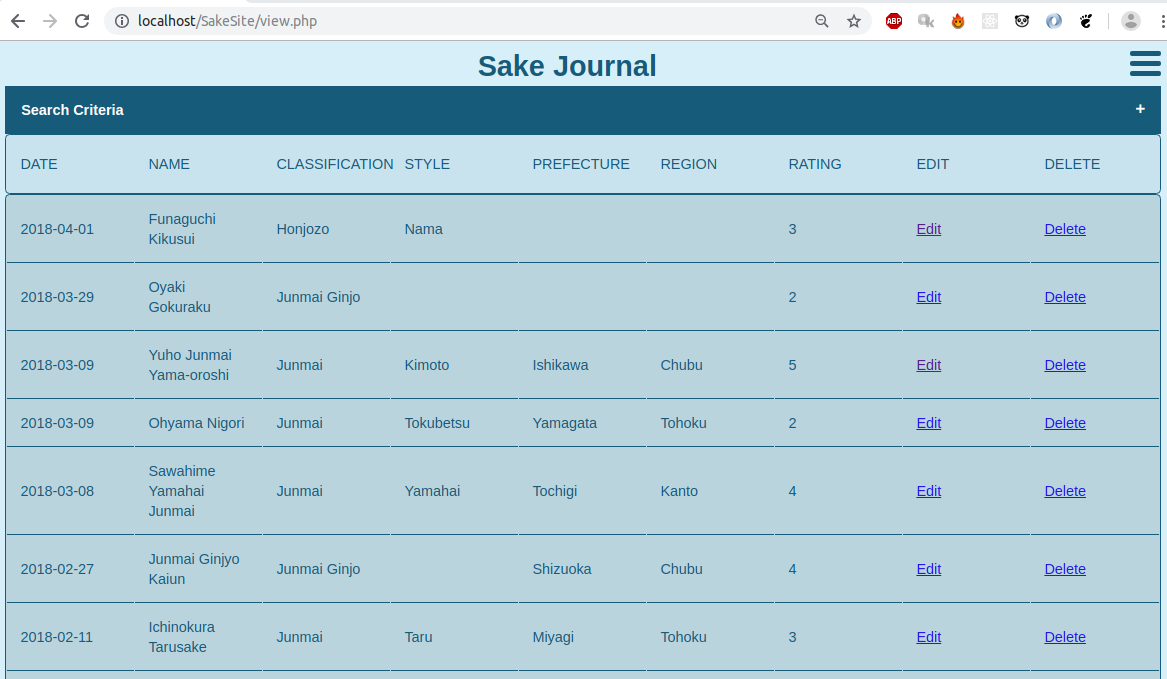 localhost/SakeSite/view.php
ABP
Sake Journal
Search Criteria +
DATE NAME CLASSIFICATION STYLE PREFECTURE REGION RATING EDIT DELETE
2018-04-01 Funaguchi Kikusui Honjozo Nama 3 Edit Delete
2018-03-29 Oyaki Gokuraku Junmai Ginjo 2 Edit Delete
2018-03-09 Yuho Junmai Yama-oroshi Junmai Kimoto Ishikawa Chubu 5 Edit Delete
2018-03-09 Ohyama Nigori Junmai Tokubetsu Yamagata Tohoku 2 Edit Delete
2018-03-08 Sawahime Yamahai Junmai Junmai Yamahai Tochigi Kanto 4 Edit Delete
2018-02-27 Junmai Ginjyo Kaiun Junmai Ginjo Shizuoka Chubu 4 Edit Delete
2018-02-11 Ichinokura Tarusake Junmai Taru Miyagi Tohoku 3 Edit Delete